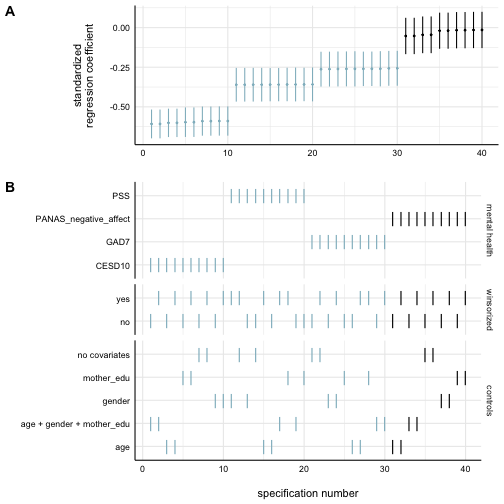 A
0.00
-0.25
-0.50
standardized
regression coefficient
0
10
20
30
40
B
PSS
PANAS_negative_affect
GAD7
CESD10
mental health
yes
no
winsorized
no covariates
mother_edu
gender
age + gender + mother_edu
age
controls
0
10
20
30
40
specification number